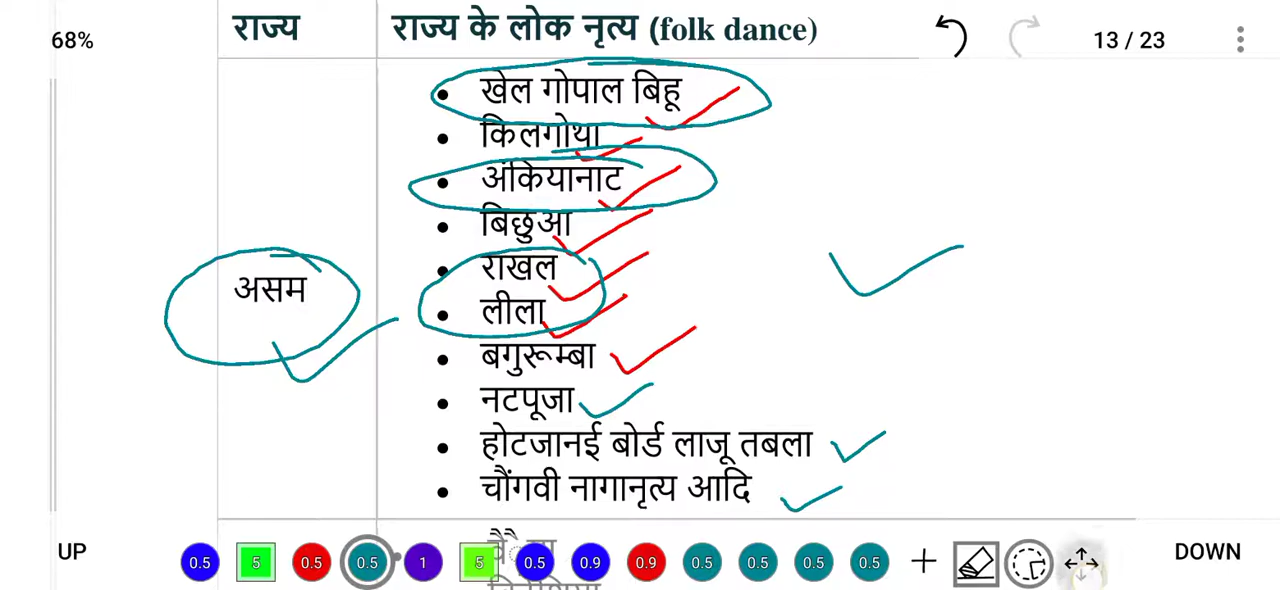 68%
राज्य राज्य के लोक नृत्य (folk dance)
13 / 23
खेल गोपाल बिहू
किलगोथा
अंकियानाट
बिछुआ
राखल
असम
लीला
बगुरूम्बा
नटपूजा
होटजानई बोर्ड लाजू तबला
चौंगवी नागानृत्य आदि
UP
0.5 5 0.5 0.5 1 5 0.5 0.9 0.9 0.5 0.5 0.5 0.5
DOWN